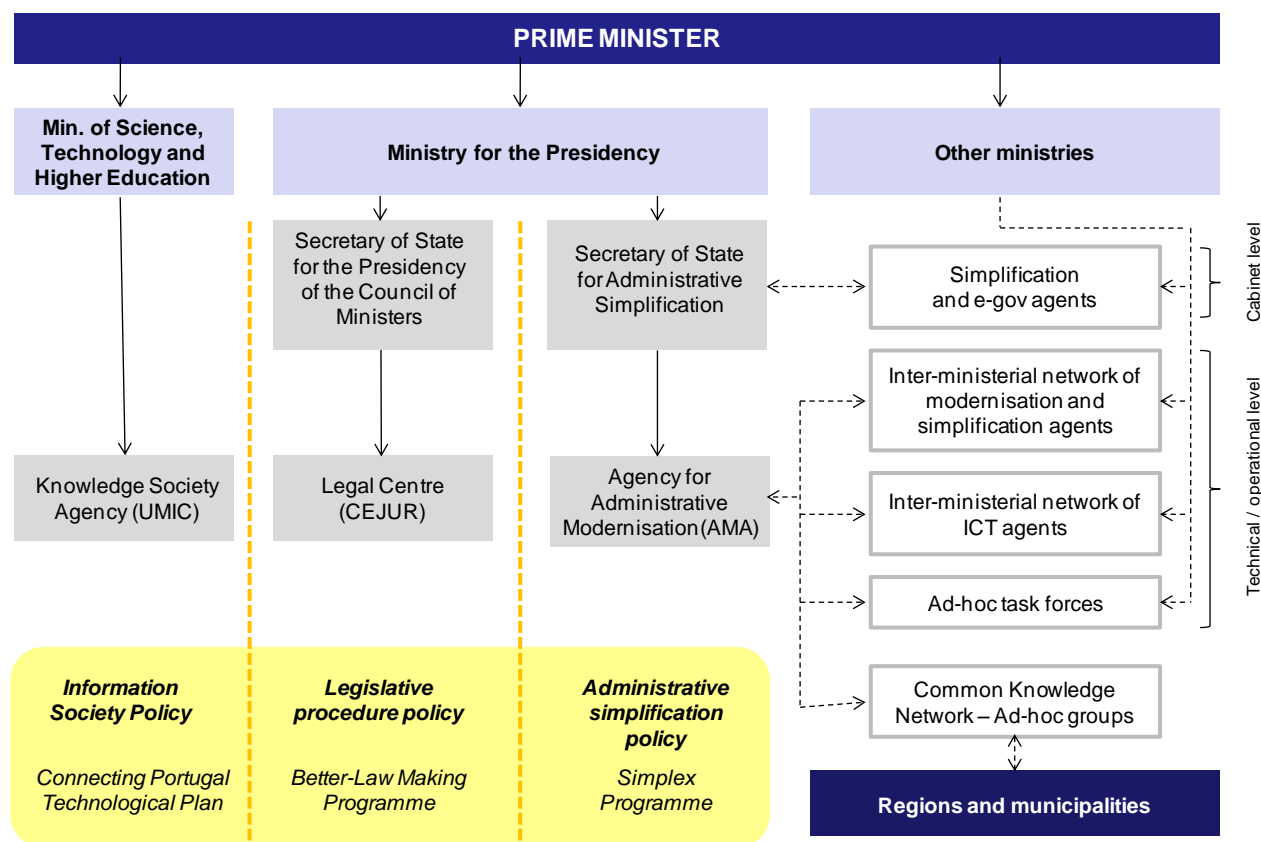 PRIME MINISTER
Min. of Science,
Technology and
Higher Education
Ministry for the Presidency
Other ministries
Secretary of State
for the Presidency
of the Council of
Ministers
Secretary of State
for Administrative
Simplification
Simplification
and e-gov agents
Cabinet level
Inter-ministerial network of
modernisation and
simplification agents
Technical / operational level
Knowledge Society
Agency (UMIC)
Legal Centre
(CEJUR)
Agency for
Administrative
Modernisation (AMA)
Inter-ministerial network of
ICT agents
Ad-hoc task forces
Information
Society Policy
Legislative
procedure policy
Administrative
simplification
policy
Common Knowledge
Network – Ad-hoc groups
Connecting Portugal
Technological Plan
Better-Law Making
Programme
Simplex
Programme
Regions and municipalities